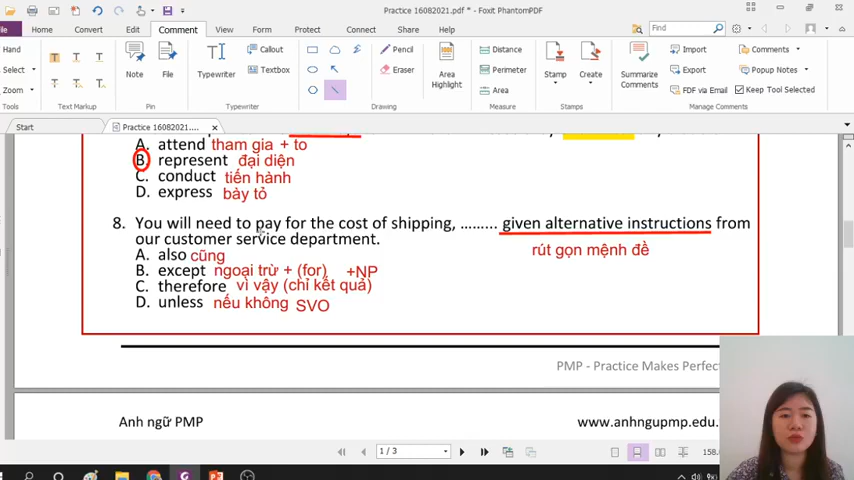 Practice 16082021.pdf * - Foxit PhantomPDF
File Home Comment Edit View Form Protect Share Help Find
Hand
Select
Zoom
Tools
Text Markup
Note File
Pin
Typewriter
Callout
Textbox
Typewriter
Drawing
Pencil
Eraser
Area Highlight
Distance
Perimeter
Area
Measure
Stamp Create
Stamps
Summarize Comments
Import
Export
PDF via Email
Comments
Popup Notes
Keep Tool Selected
Manage Comments
Start Practice 16082021....
A. attend tham gia + to
B. represent đại diện
C. conduct tiến hành
D. express bày tỏ
8. You will need to pay for the cost of shipping, ......... given alternative instructions from
our customer service department.
rút gọn mệnh đề
A. also cũng
B. except ngoại trừ + (for) +NP
C. therefore vì vậy (chỉ kết quả)
D. unless nếu không SVO
PMP - Practice Makes Perfec
Anh ngữ PMP www.anhngupmp.edu.
1 / 3 158.